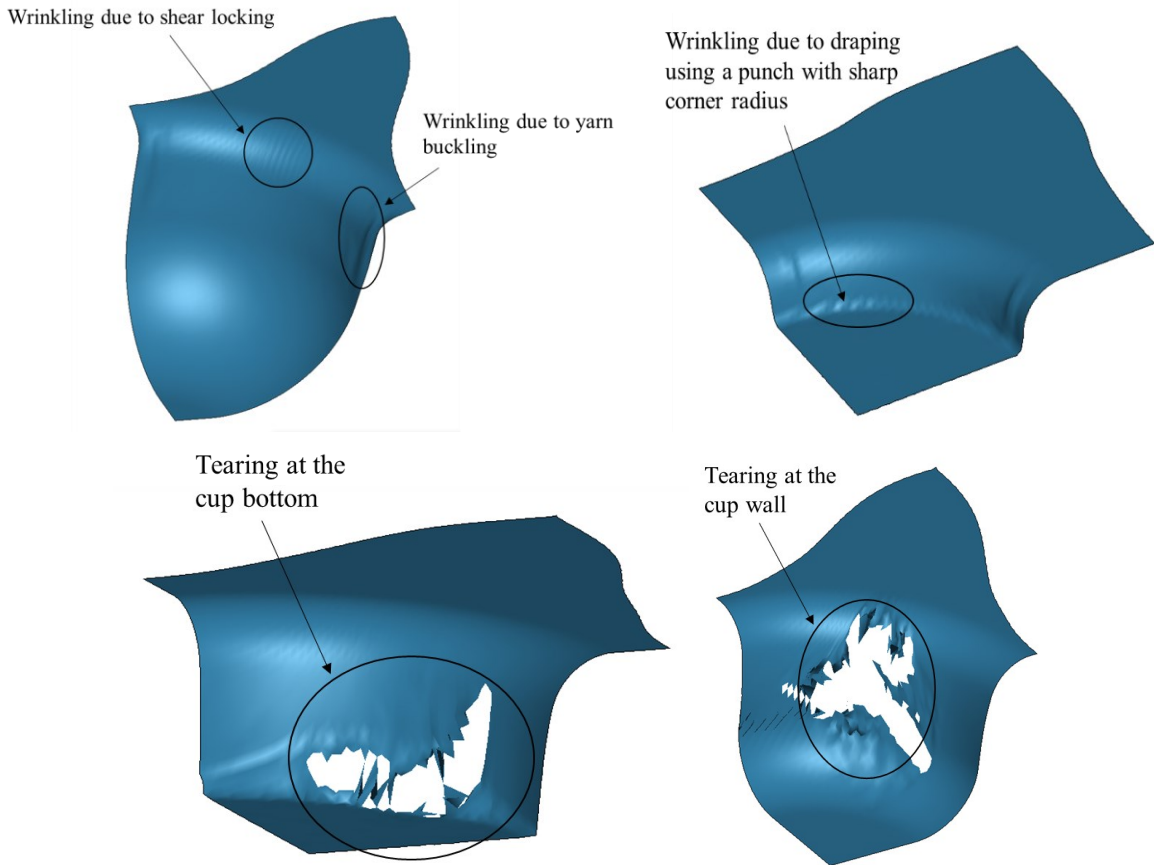 Wrinkling due to shear locking
Wrinkling due to yarn
buckling
Wrinkling due to draping
using a punch with sharp
corner radius
Tearing at the
cup bottom
Tearing at the
cup wall